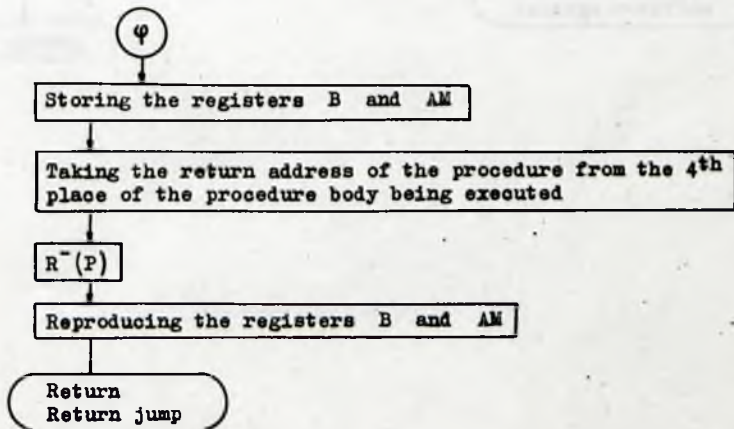 φ
Storing the registers B and AM
Taking the return address of the procedure from the 4th
place of the procedure body being executed
R⁻(P)
Reproducing the registers B and AM
Return
Return jump